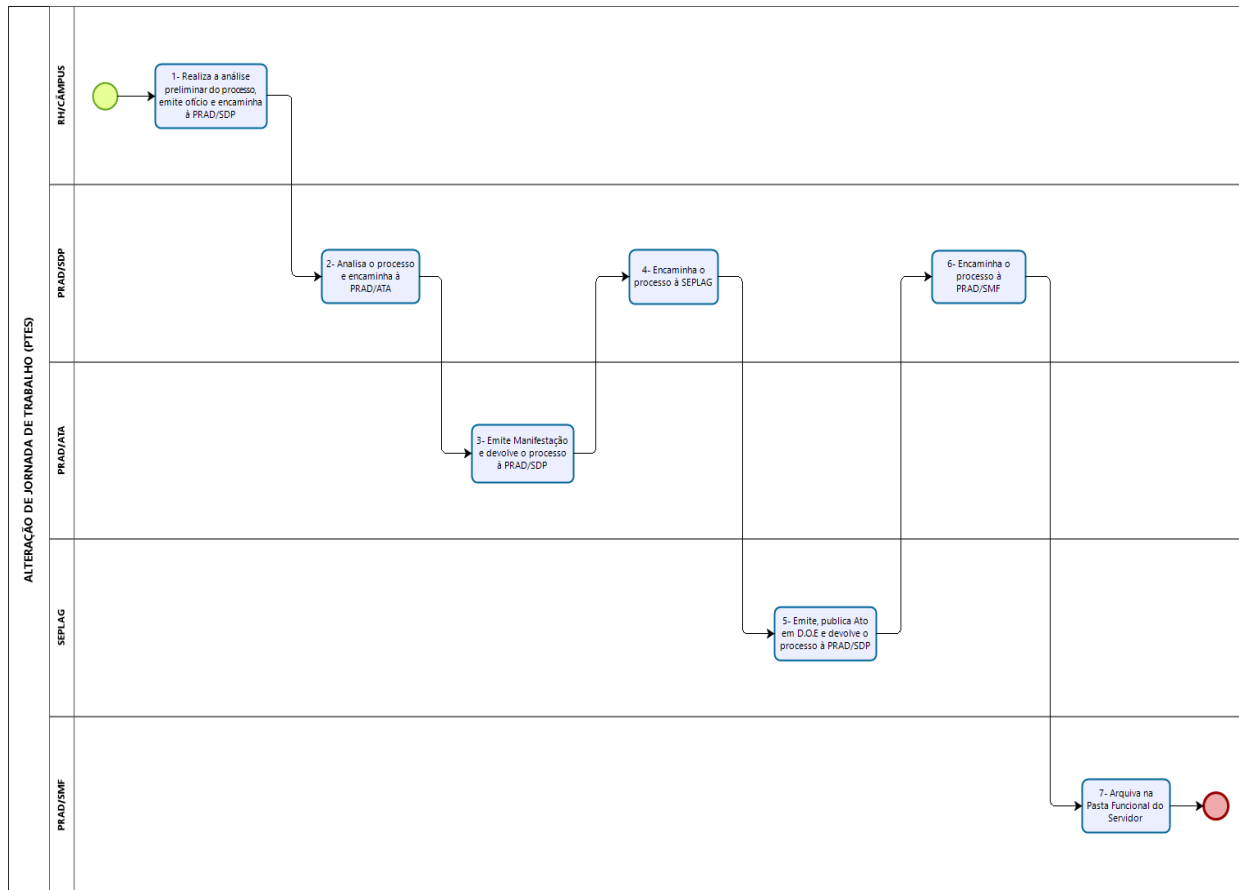 ALTERAÇÃO DE JORNADA DE TRABALHO (PTES)
RH/CÂMPUS
1- Realiza a análise
preliminar do processo,
emite ofício e encaminha
à PRAD/SDP
PRAD/SDP
2- Analisa o processo
e encaminha à
PRAD/ATA
4- Encaminha o
processo à SEPLAG
6- Encaminha o
processo à
PRAD/SMF
PRAD/ATA
3- Emite Manifestação
e devolve o processo
à PRAD/SDP
SEPLAG
5- Emite, publica Ato
em D.O.E e devolve o
processo à PRAD/SDP
PRAD/SMF
7- Arquiva na
Pasta Funcional do
Servidor